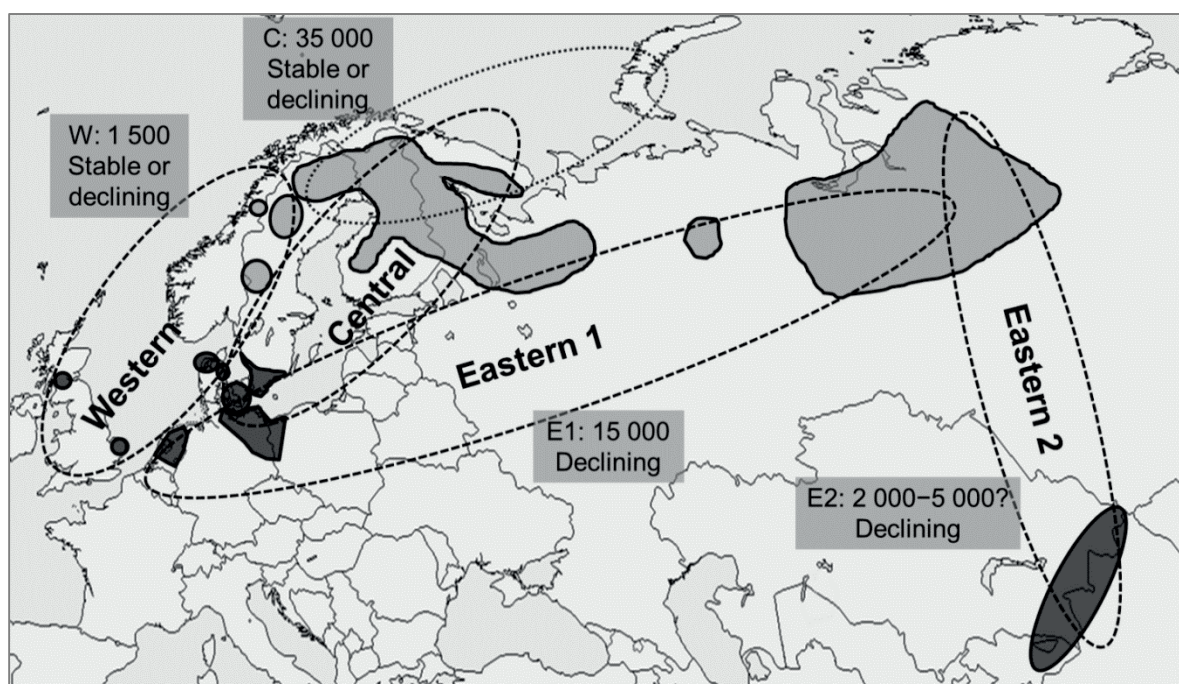 C: 35 000
Stable or
declining
W: 1 500
Stable or
declining
Western
Central
Eastern 1
Eastern 2
E1: 15 000
Declining
E2: 2 000−5 000?
Declining